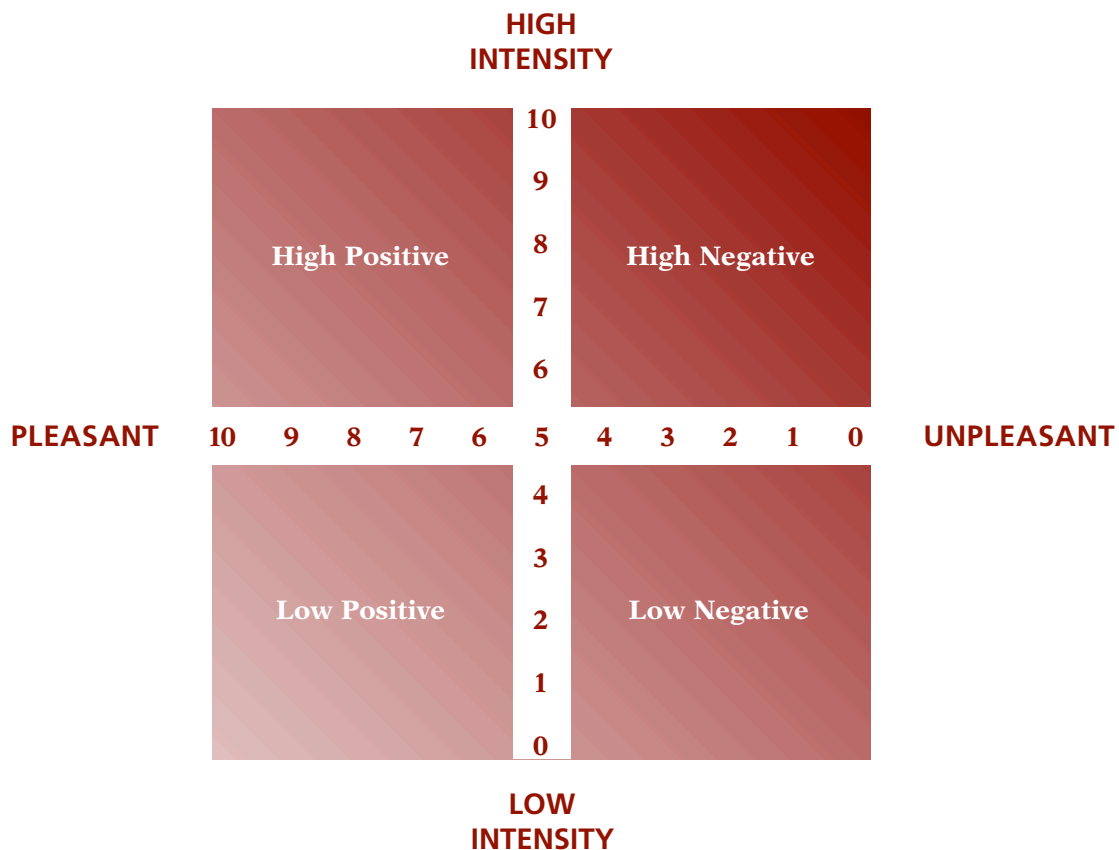 HIGH
INTENSITY
10
9
High Positive 8 High Negative
7
6
PLEASANT 10 9 8 7 6 5 4 3 2 1 0 UNPLEASANT
4
3
Low Positive 2 Low Negative
1
0
LOW
INTENSITY